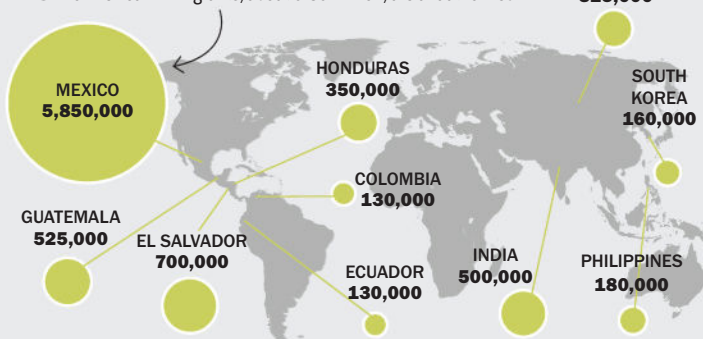 MEXICO
5,850,000
HONDURAS
350,000
SOUTH
KOREA
160,000
COLOMBIA
130,000
GUATEMALA
525,000
EL SALVADOR
700,000
ECUADOR
130,000
INDIA
500,000
PHILIPPINES
180,000